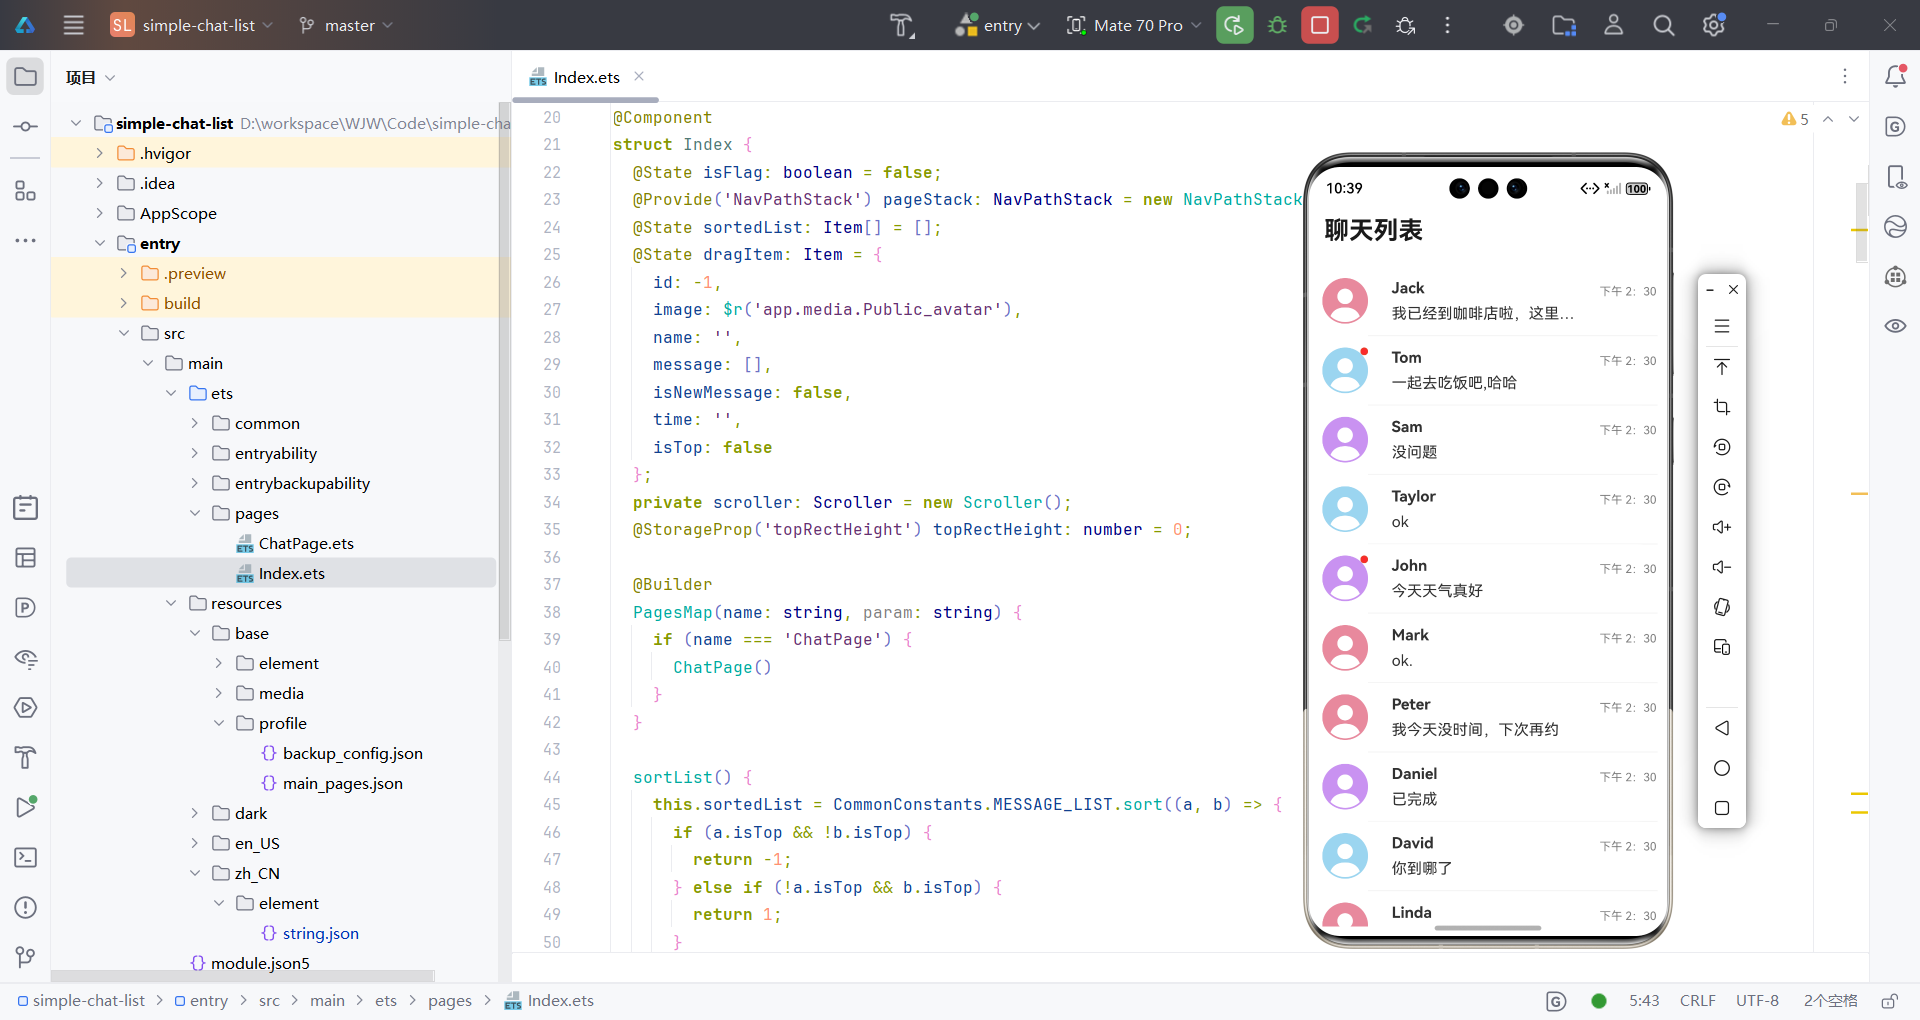 SL simple-chat-list master entry Mate 70 Pro
项目
simple-chat-list D:\workspace\WJW\Code\simple-cha
.hvigor
.idea
AppScope
entry
.preview
build
src
main
ets
common
entryability
entrybackupability
pages
ChatPage.ets
Index.ets
resources
base
element
media
profile
backup_config.json
main_pages.json
dark
en_US
zh_CN
element
string.json
module.json5
Index.ets
5
20 @Component
21 struct Index {
22 @State isFlag: boolean = false;
23 @Provide('NavPathStack') pageStack: NavPathStack = new NavPathStack
24 @State sortedList: Item[] = [];
25 @State dragItem: Item = {
26 id: -1,
27 image: $r('app.media.Public_avatar'),
28 name: '',
29 message: [],
30 isNewMessage: false,
31 time: '',
32 isTop: false
33 };
34 private scroller: Scroller = new Scroller();
35 @StorageProp('topRectHeight') topRectHeight: number = 0;
36
37 @Builder
38 PagesMap(name: string, param: string) {
39 if (name === 'ChatPage') {
40 ChatPage()
41 }
42 }
43
44 sortList() {
45 this.sortedList = CommonConstants.MESSAGE_LIST.sort((a, b) => {
46 if (a.isTop && !b.isTop) {
47 return -1;
48 } else if (!a.isTop && b.isTop) {
49 return 1;
50 }
10:39 100
聊天列表
Jack 下午 2：30
我已经到咖啡店啦，这里...
Tom 下午 2：30
一起去吃饭吧,哈哈
Sam 下午 2：30
没问题
Taylor 下午 2：30
ok
John 下午 2：30
今天天气真好
Mark 下午 2：30
ok.
Peter 下午 2：30
我今天没时间，下次再约
Daniel 下午 2：30
已完成
David 下午 2：30
你到哪了
Linda 下午 2：30
simple-chat-list > entry > src > main > ets > pages > Index.ets
5:43 CRLF UTF-8 2个空格